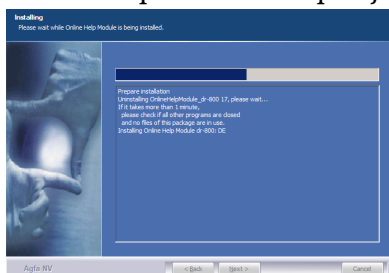 Installing
Please wait while Online Help Module is being installed.
Prepare installation
Uninstalling OnlineHelpModule_dr-800 17, please wait...
If it takes more than 1 minute,
please check if all other programs are closed
and no files of this package are in use.
Installing Online Help Module dr-800: DE
Agfa NV
< Back
Next >
Cancel